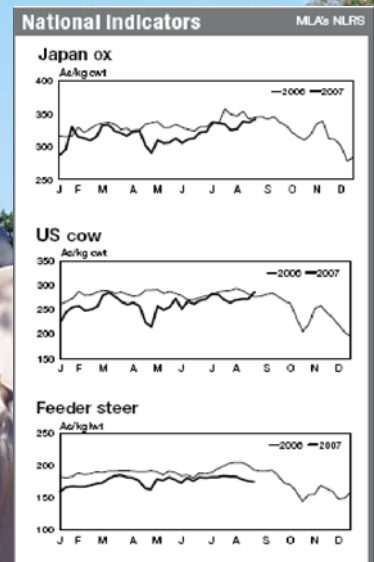 National Indicators MLA's NLRS
Japan ox
A¢/kg cwt
400
2006 2007
350
300
250
J F M A M J J A S O N D
US cow
A¢/kg cwt
350
2006 2007
300
250
200
150
J F M A M J J A S O N D
Feeder steer
A¢/kg lwt
250
2006 2007
200
150
100
J F M A M J J A S O N D